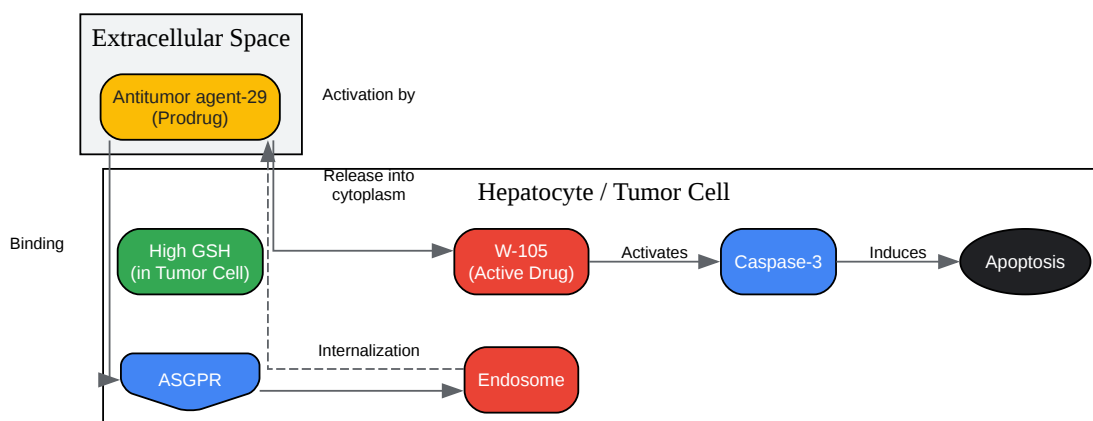 Extracellular Space
Antitumor agent-29
(Prodrug)
Activation by
Release into
cytoplasm
Hepatocyte / Tumor Cell
Binding
High GSH
(in Tumor Cell)
W-105
(Active Drug)
Activates
Caspase-3
Induces
Apoptosis
Internalization
ASGPR
Endosome